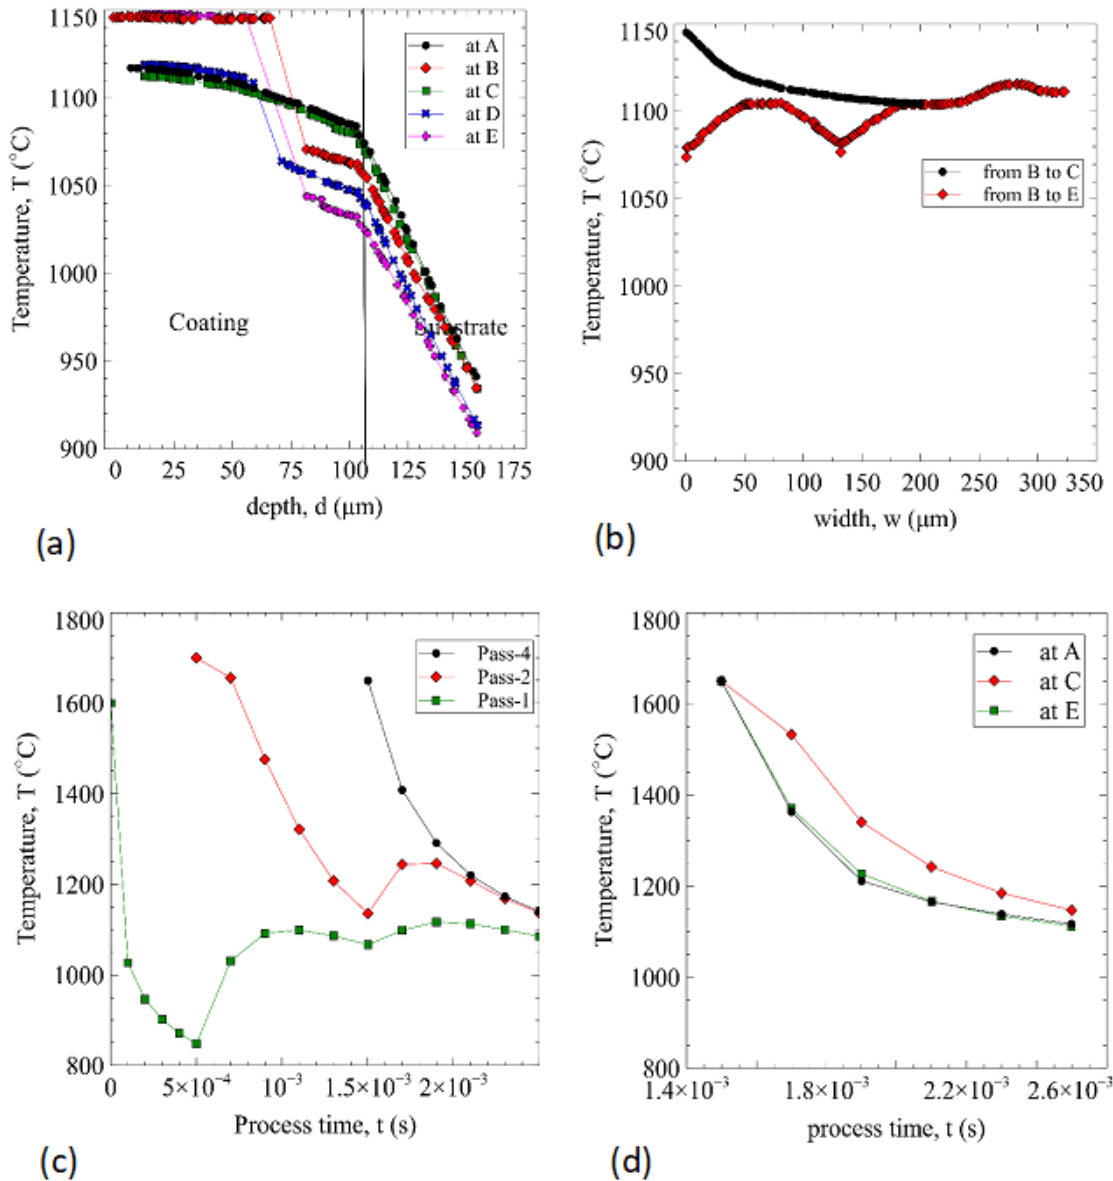 1150
1100
1050
1000
950
900
Temperature, T (°C)
at A
at B
at C
at D
at E
Coating
Substrate
0 25 50 75 100 125 150 175
depth, d (μm)
(a)
1150
1100
1050
1000
950
900
Temperature, T (°C)
from B to C
from B to E
0 50 100 150 200 250 300 350
width, w (μm)
(b)
1800
1600
1400
1200
1000
800
Temperature, T (°C)
Pass-4
Pass-2
Pass-1
0 5×10⁻⁴ 10⁻³ 1.5×10⁻³ 2×10⁻³
Process time, t (s)
(c)
1800
1600
1400
1200
1000
800
Temperature, T (°C)
at A
at C
at E
1.4×10⁻³ 1.8×10⁻³ 2.2×10⁻³ 2.6×10⁻³
process time, t (s)
(d)